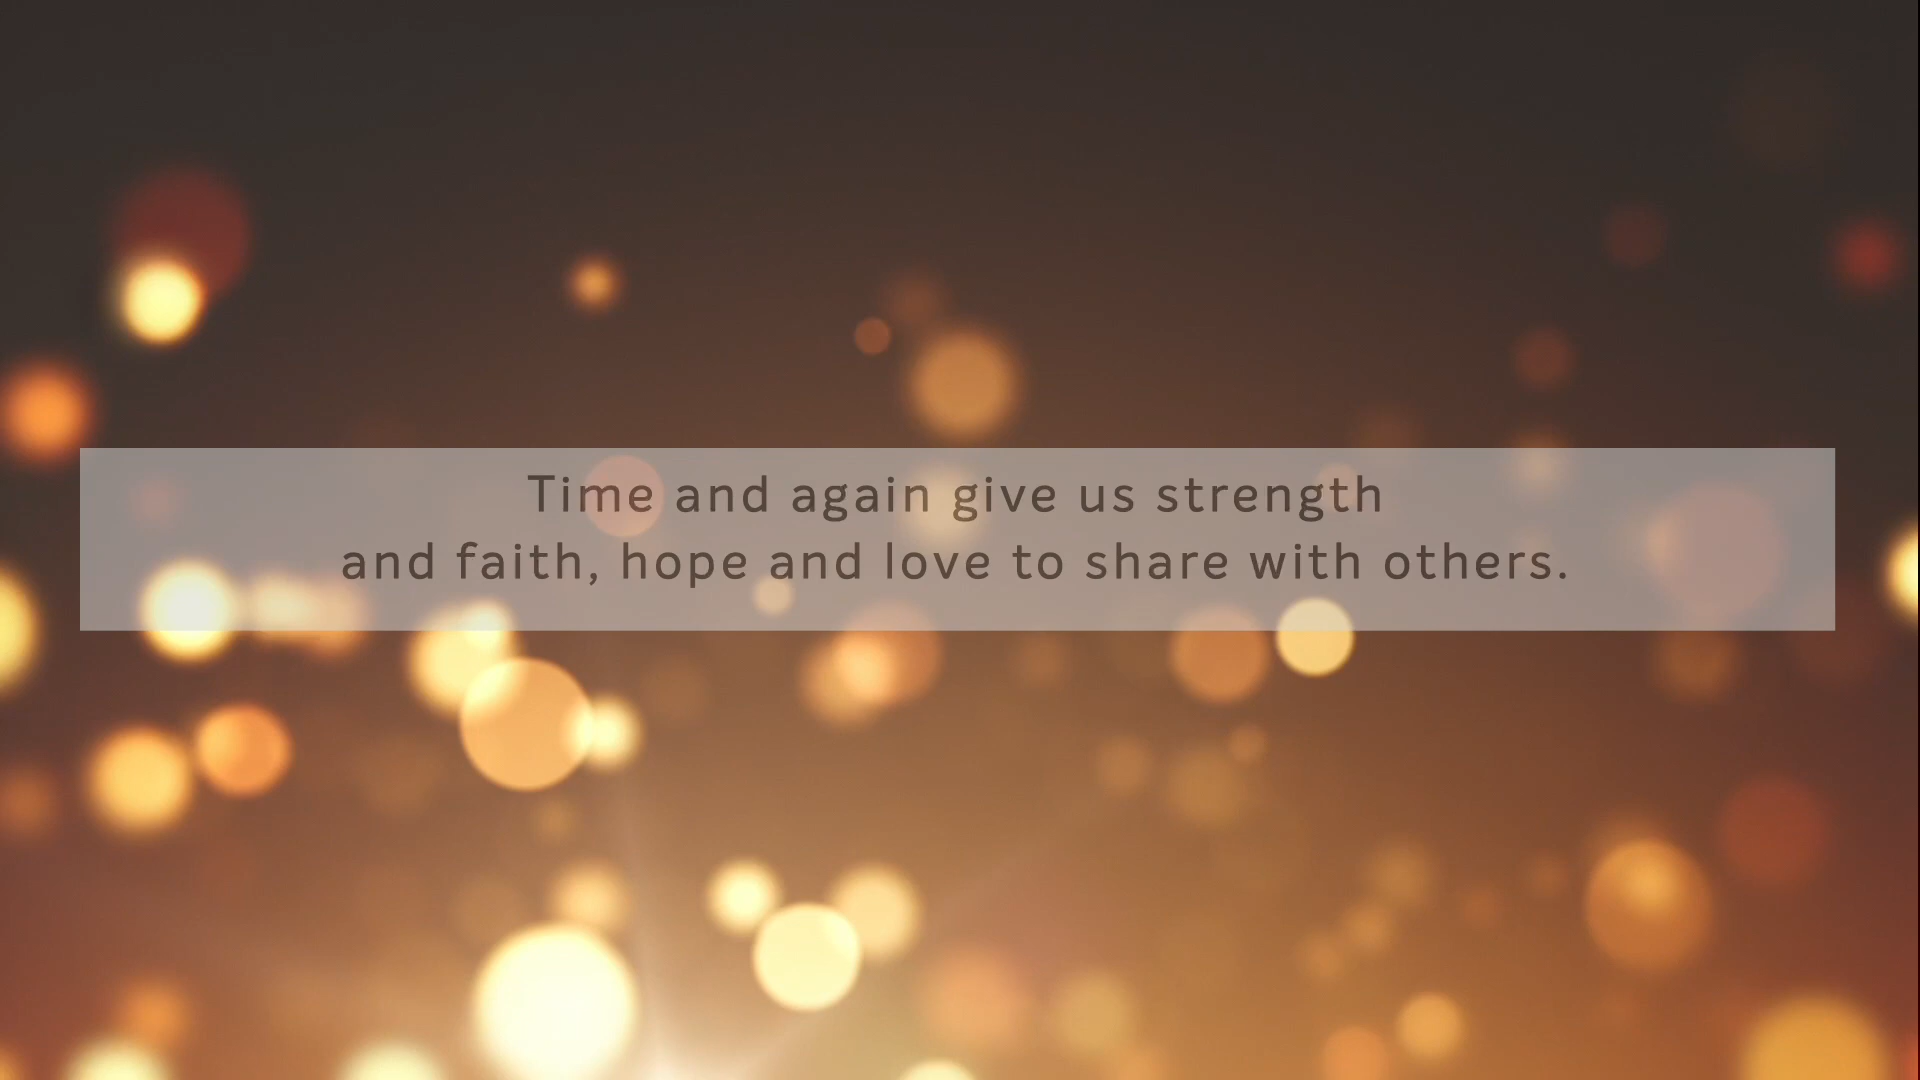 Time and again give us strength
and faith, hope and love to share with others.